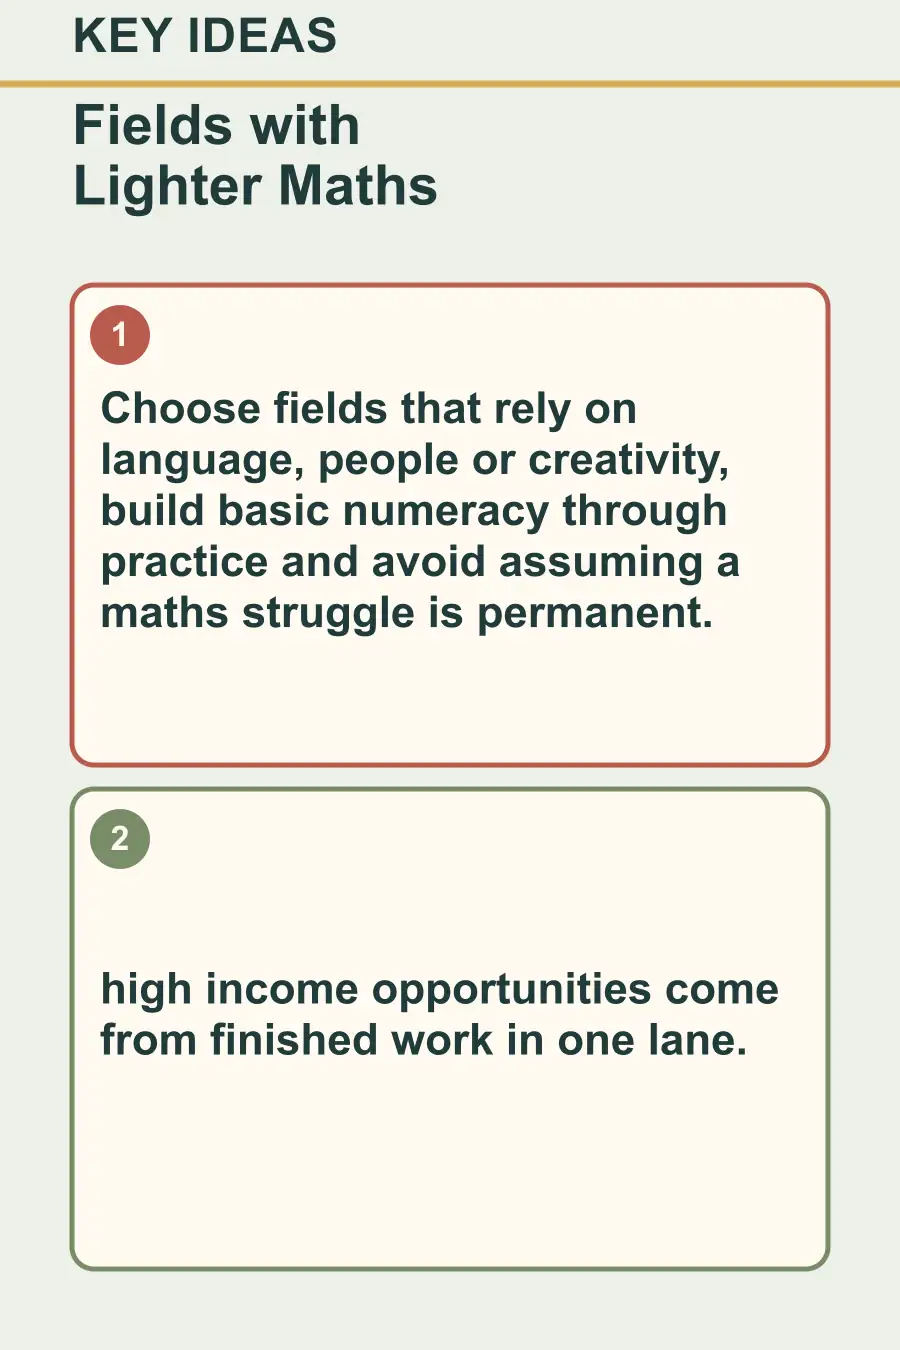 KEY IDEAS
Fields with
Lighter Maths
1
Choose fields that rely on
language, people or creativity,
build basic numeracy through
practice and avoid assuming a
maths struggle is permanent.
2
high income opportunities come
from finished work in one lane.